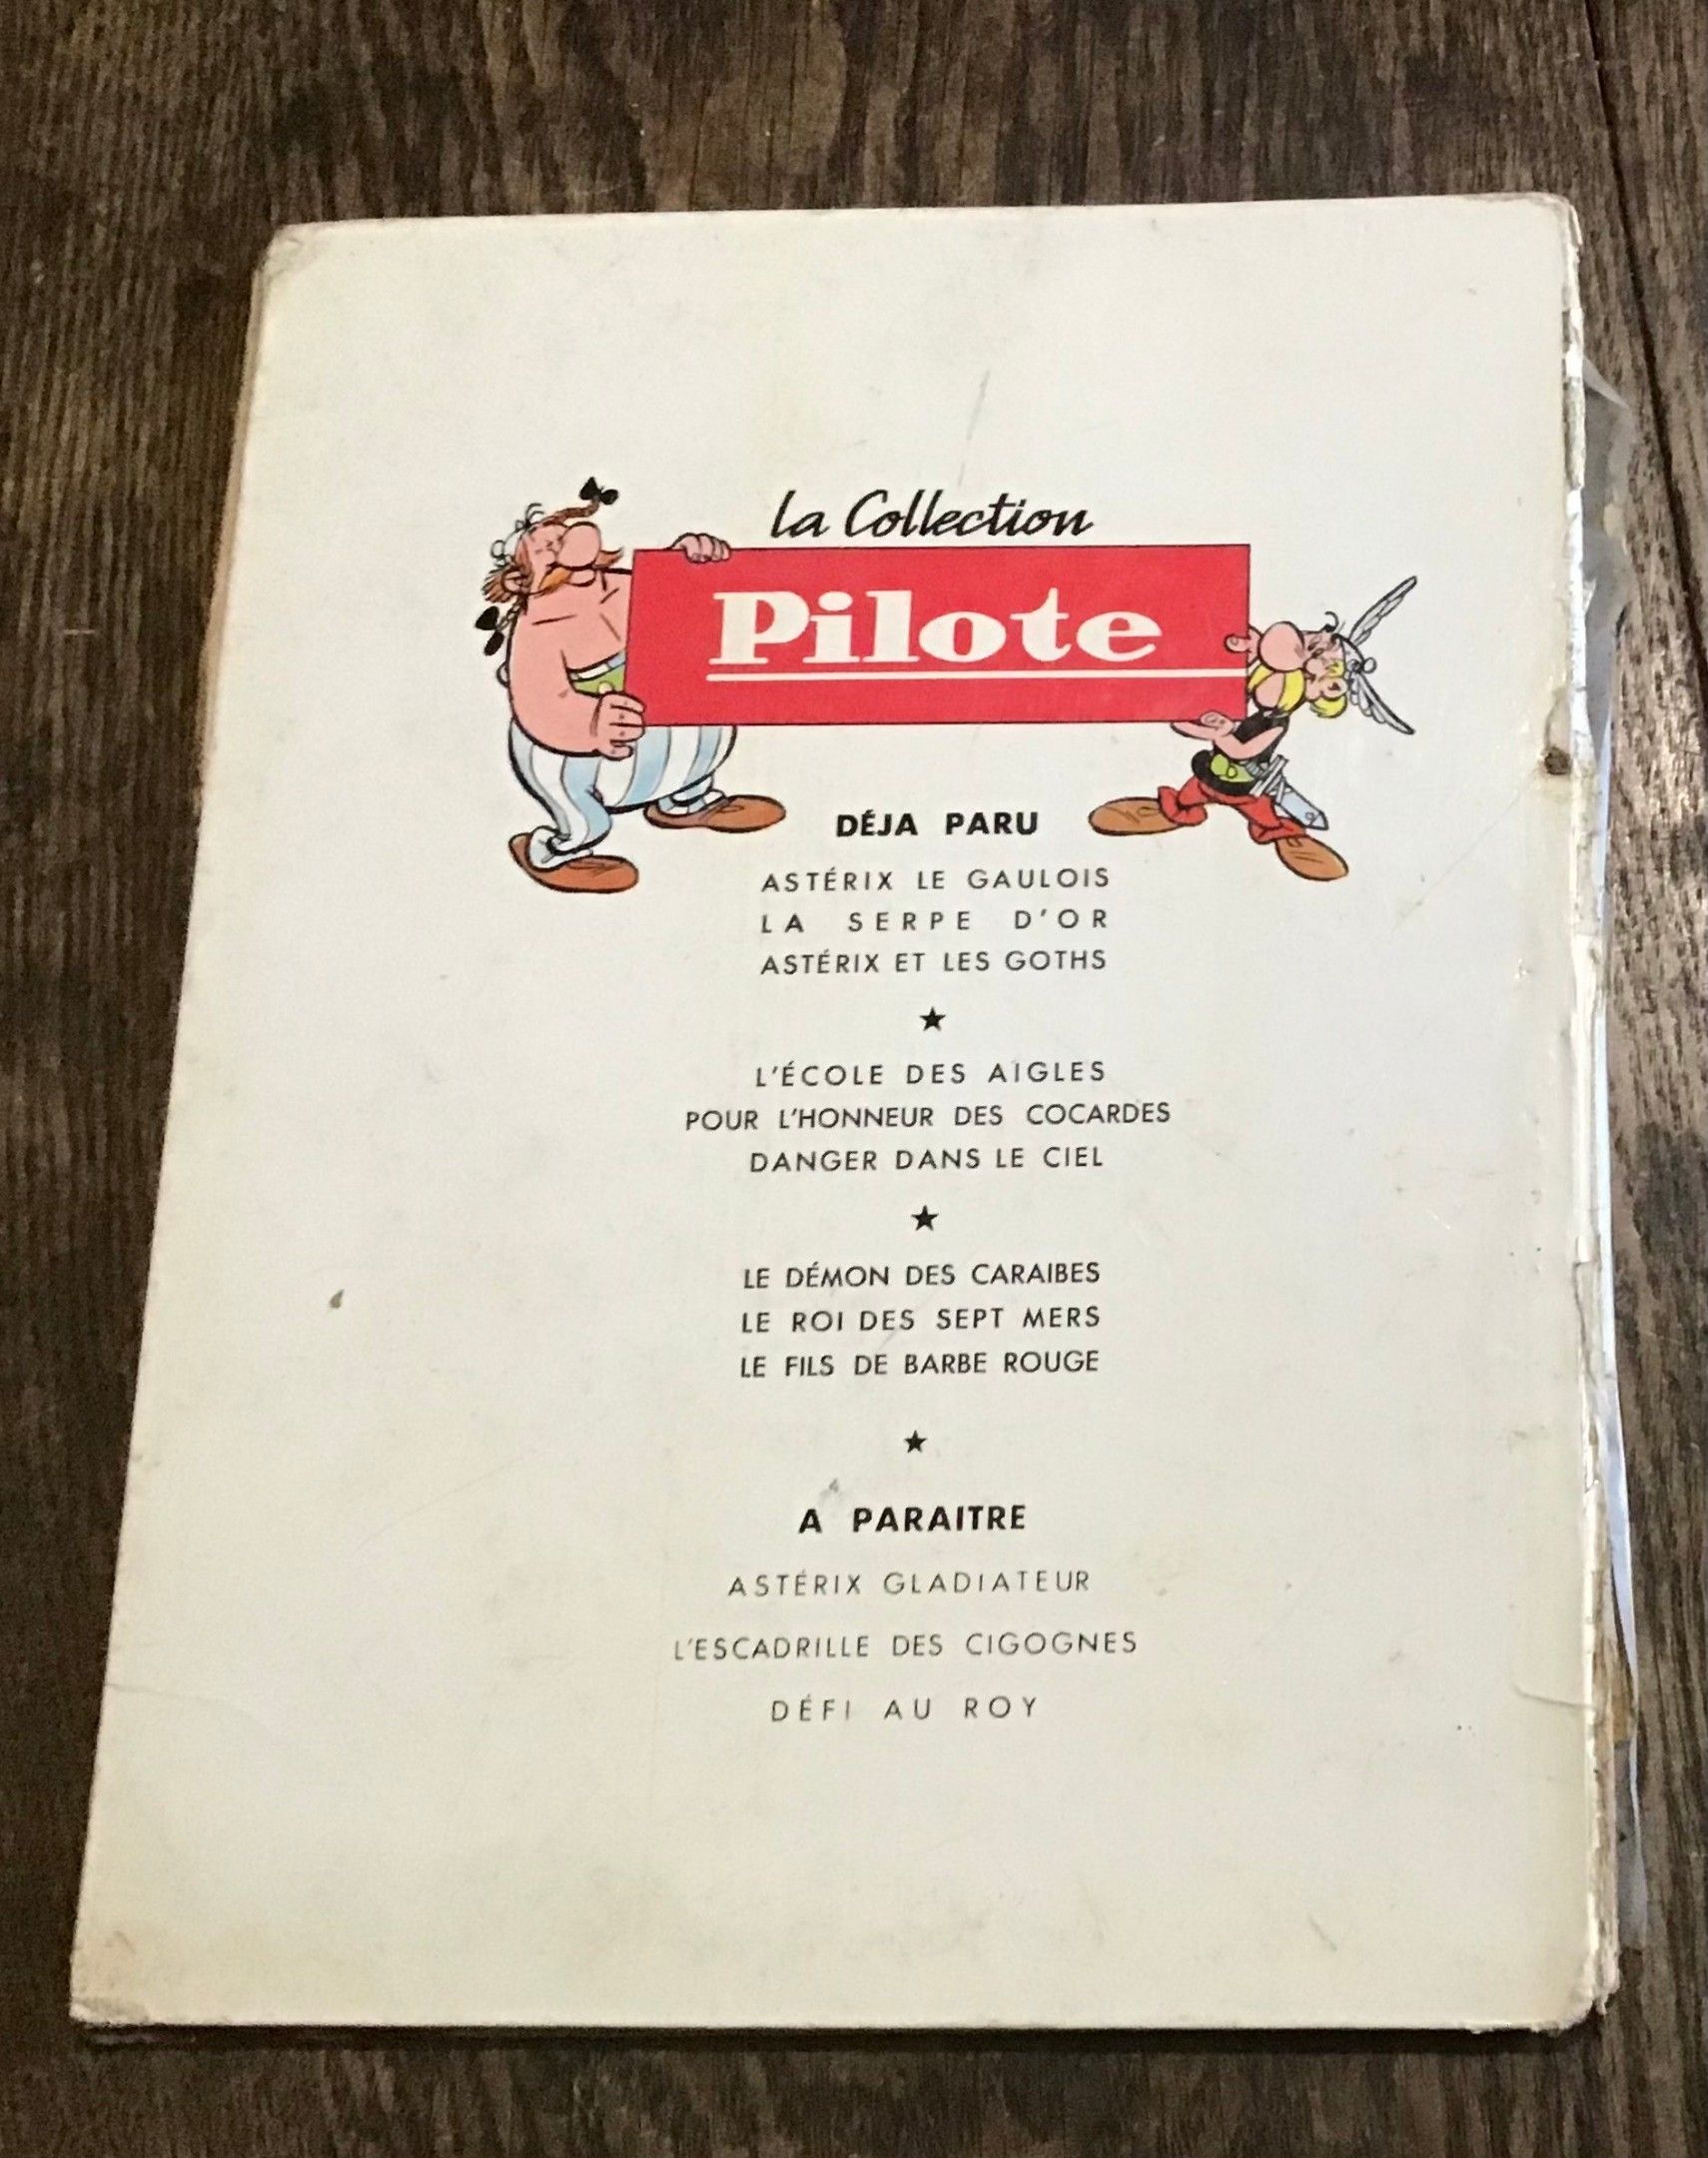 La Collection
Pilote
DÉJA PARU
ASTÉRIX LE GAULOIS
LA SERPE D'OR
ASTÉRIX ET LES GOTHS
★
L'ÉCOLE DES AIGLES
POUR L'HONNEUR DES COCARDES
DANGER DANS LE CIEL
★
LE DÉMON DES CARAIBES
LE ROI DES SEPT MERS
LE FILS DE BARBE ROUGE
★
A PARAITRE
ASTÉRIX GLADIATEUR
L'ESCADRILLE DES CIGOGNES
DÉFI AU ROY